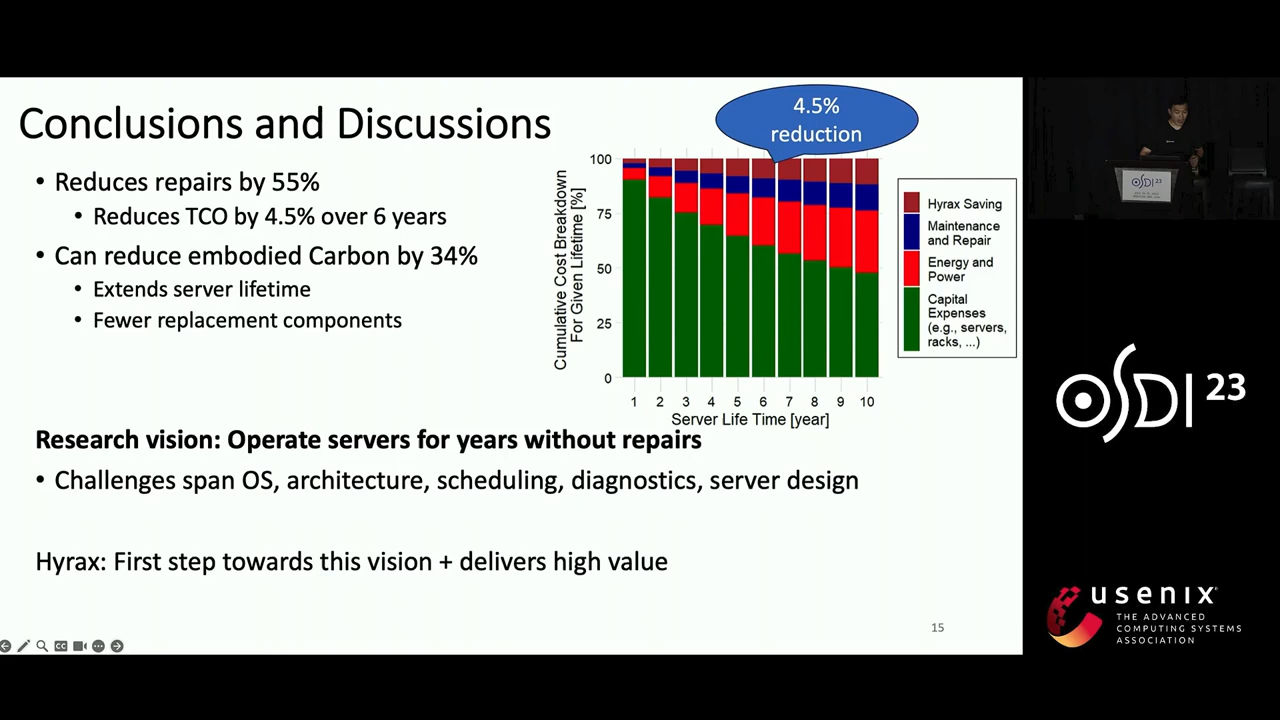 Conclusions and Discussions
• Reduces repairs by 55%
• Reduces TCO by 4.5% over 6 years
• Can reduce embodied Carbon by 34%
• Extends server lifetime
• Fewer replacement components
4.5%
reduction
Cumulative Cost Breakdown
For Given Lifetime [%]
100
75
50
25
0
1 2 3 4 5 6 7 8 9 10
Server Life Time [year]
Hyrax Saving
Maintenance
and Repair
Energy and
Power
Capital
Expenses
(e.g., servers,
racks, ...)
Research vision: Operate servers for years without repairs
• Challenges span OS, architecture, scheduling, diagnostics, server design
Hyrax: First step towards this vision + delivers high value
15
CC
OSDI 23
OSDI 23
usenix
THE ADVANCED
COMPUTING SYSTEMS
ASSOCIATION